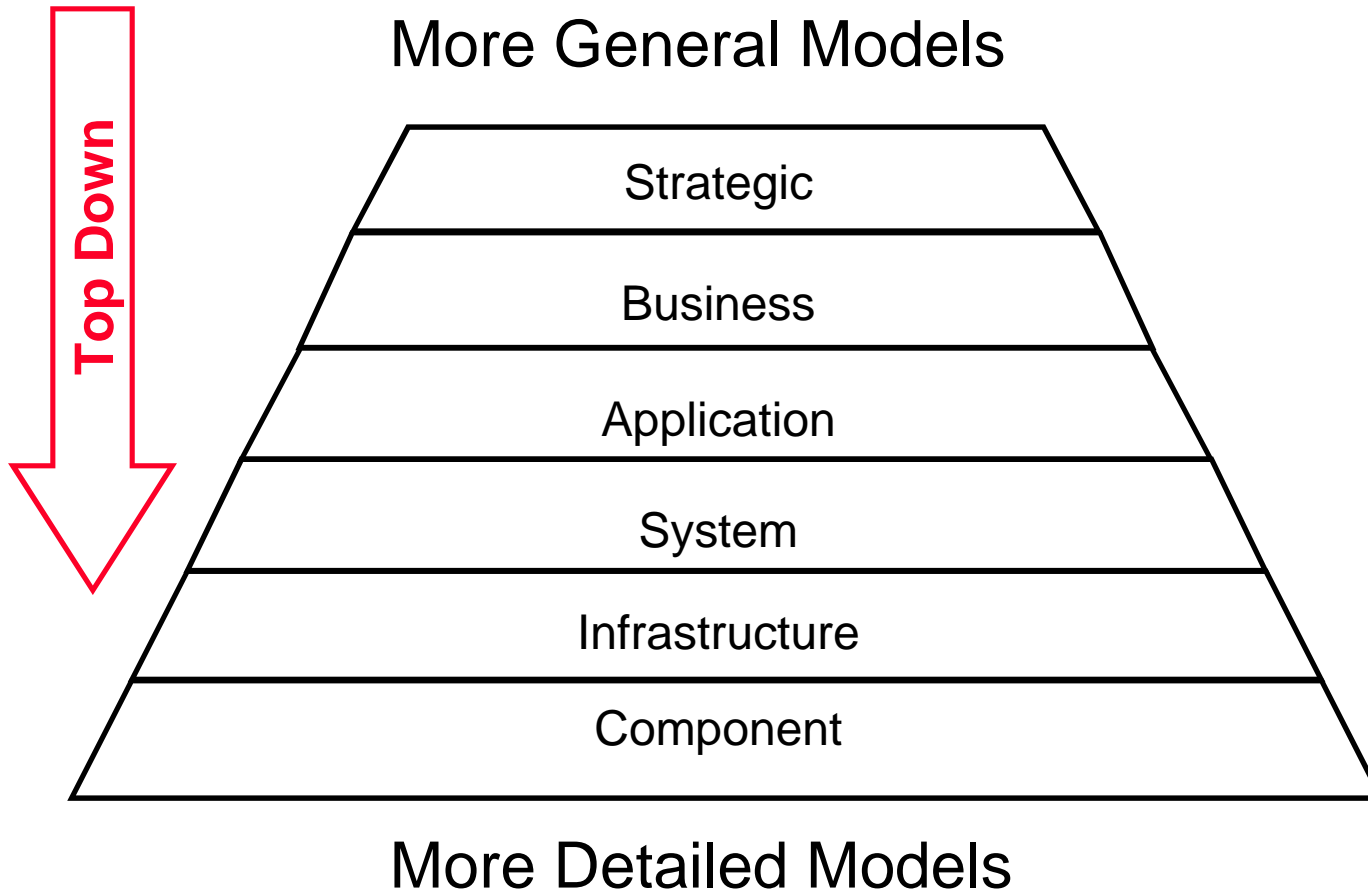 More General Models
Top Down
Strategic
Business
Application
System
Infrastructure
Component
More Detailed Models